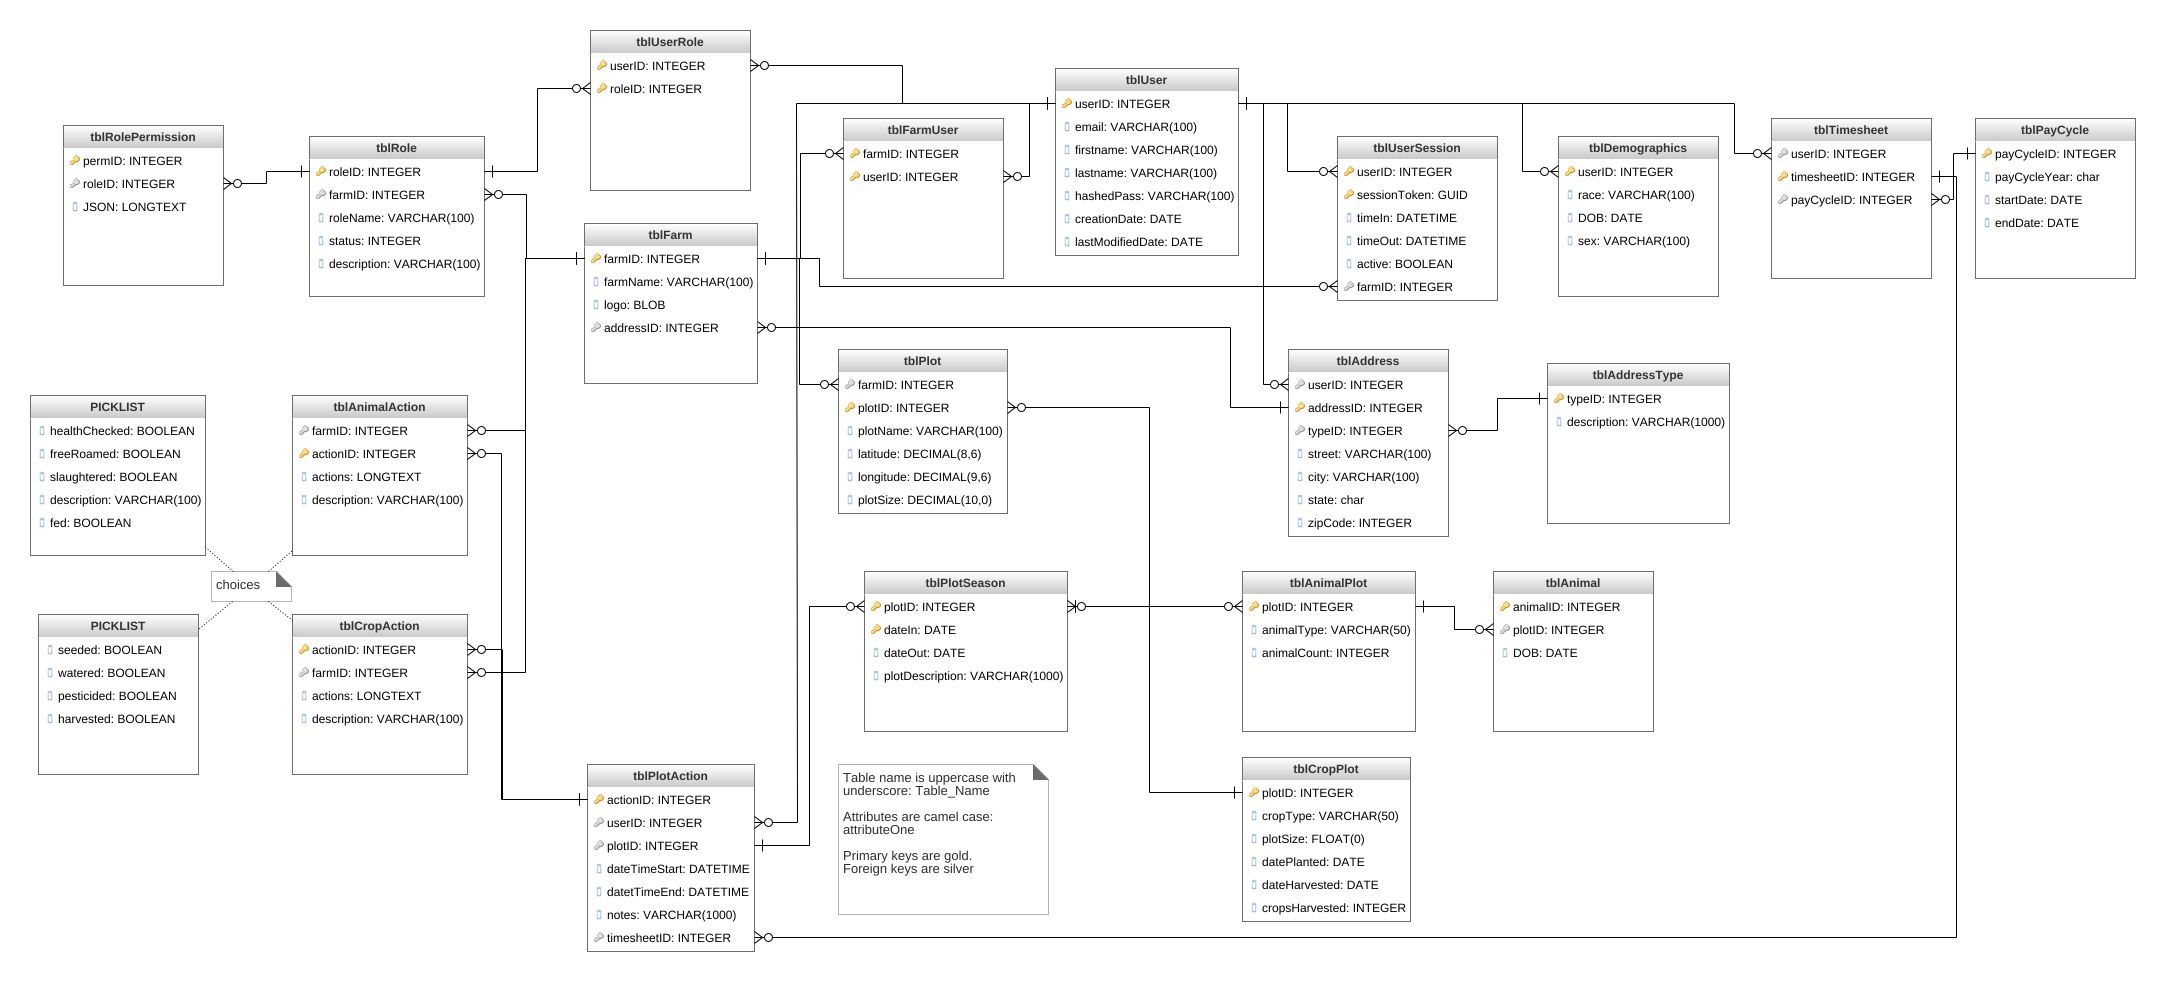 tblUserRole
userID: INTEGER
roleID: INTEGER
tblUser
userID: INTEGER
email: VARCHAR(100)
firstname: VARCHAR(100)
lastname: VARCHAR(100)
hashedPass: VARCHAR(100)
creationDate: DATE
lastModifiedDate: DATE
tblRolePermission
permID: INTEGER
roleID: INTEGER
JSON: LONGTEXT
tblRole
roleID: INTEGER
farmID: INTEGER
roleName: VARCHAR(100)
status: INTEGER
description: VARCHAR(100)
tblFarmUser
farmID: INTEGER
userID: INTEGER
tblUserSession
userID: INTEGER
sessionToken: GUID
timeIn: DATETIME
timeOut: DATETIME
active: BOOLEAN
farmID: INTEGER
tblDemographics
userID: INTEGER
race: VARCHAR(100)
DOB: DATE
sex: VARCHAR(100)
tblTimesheet
userID: INTEGER
timesheetID: INTEGER
payCycleID: INTEGER
tblPayCycle
payCycleID: INTEGER
payCycleYear: char
startDate: DATE
endDate: DATE
tblFarm
farmID: INTEGER
farmName: VARCHAR(100)
logo: BLOB
addressID: INTEGER
tblPlot
farmID: INTEGER
plotID: INTEGER
plotName: VARCHAR(100)
latitude: DECIMAL(8,6)
longitude: DECIMAL(9,6)
plotSize: DECIMAL(10,0)
tblAddress
userID: INTEGER
addressID: INTEGER
typeID: INTEGER
street: VARCHAR(100)
city: VARCHAR(100)
state: char
zipCode: INTEGER
tblAddressType
typeID: INTEGER
description: VARCHAR(1000)
PICKLIST
healthChecked: BOOLEAN
freeRoamed: BOOLEAN
slaughtered: BOOLEAN
description: VARCHAR(100)
fed: BOOLEAN
tblAnimalAction
farmID: INTEGER
actionID: INTEGER
actions: LONGTEXT
description: VARCHAR(100)
choices
PICKLIST
seeded: BOOLEAN
watered: BOOLEAN
pesticided: BOOLEAN
harvested: BOOLEAN
tblCropAction
actionID: INTEGER
farmID: INTEGER
actions: LONGTEXT
description: VARCHAR(100)
tblPlotSeason
plotID: INTEGER
dateIn: DATE
dateOut: DATE
plotDescription: VARCHAR(1000)
tblAnimalPlot
plotID: INTEGER
animalType: VARCHAR(50)
animalCount: INTEGER
tblAnimal
animalID: INTEGER
plotID: INTEGER
DOB: DATE
tblPlotAction
actionID: INTEGER
userID: INTEGER
plotID: INTEGER
dateTimeStart: DATETIME
datetTimeEnd: DATETIME
notes: VARCHAR(1000)
timesheetID: INTEGER
Table name is uppercase with
underscore: Table_Name
Attributes are camel case:
attributeOne
Primary keys are gold.
Foreign keys are silver
tblCropPlot
plotID: INTEGER
cropType: VARCHAR(50)
plotSize: FLOAT(0)
datePlanted: DATE
dateHarvested: DATE
cropsHarvested: INTEGER